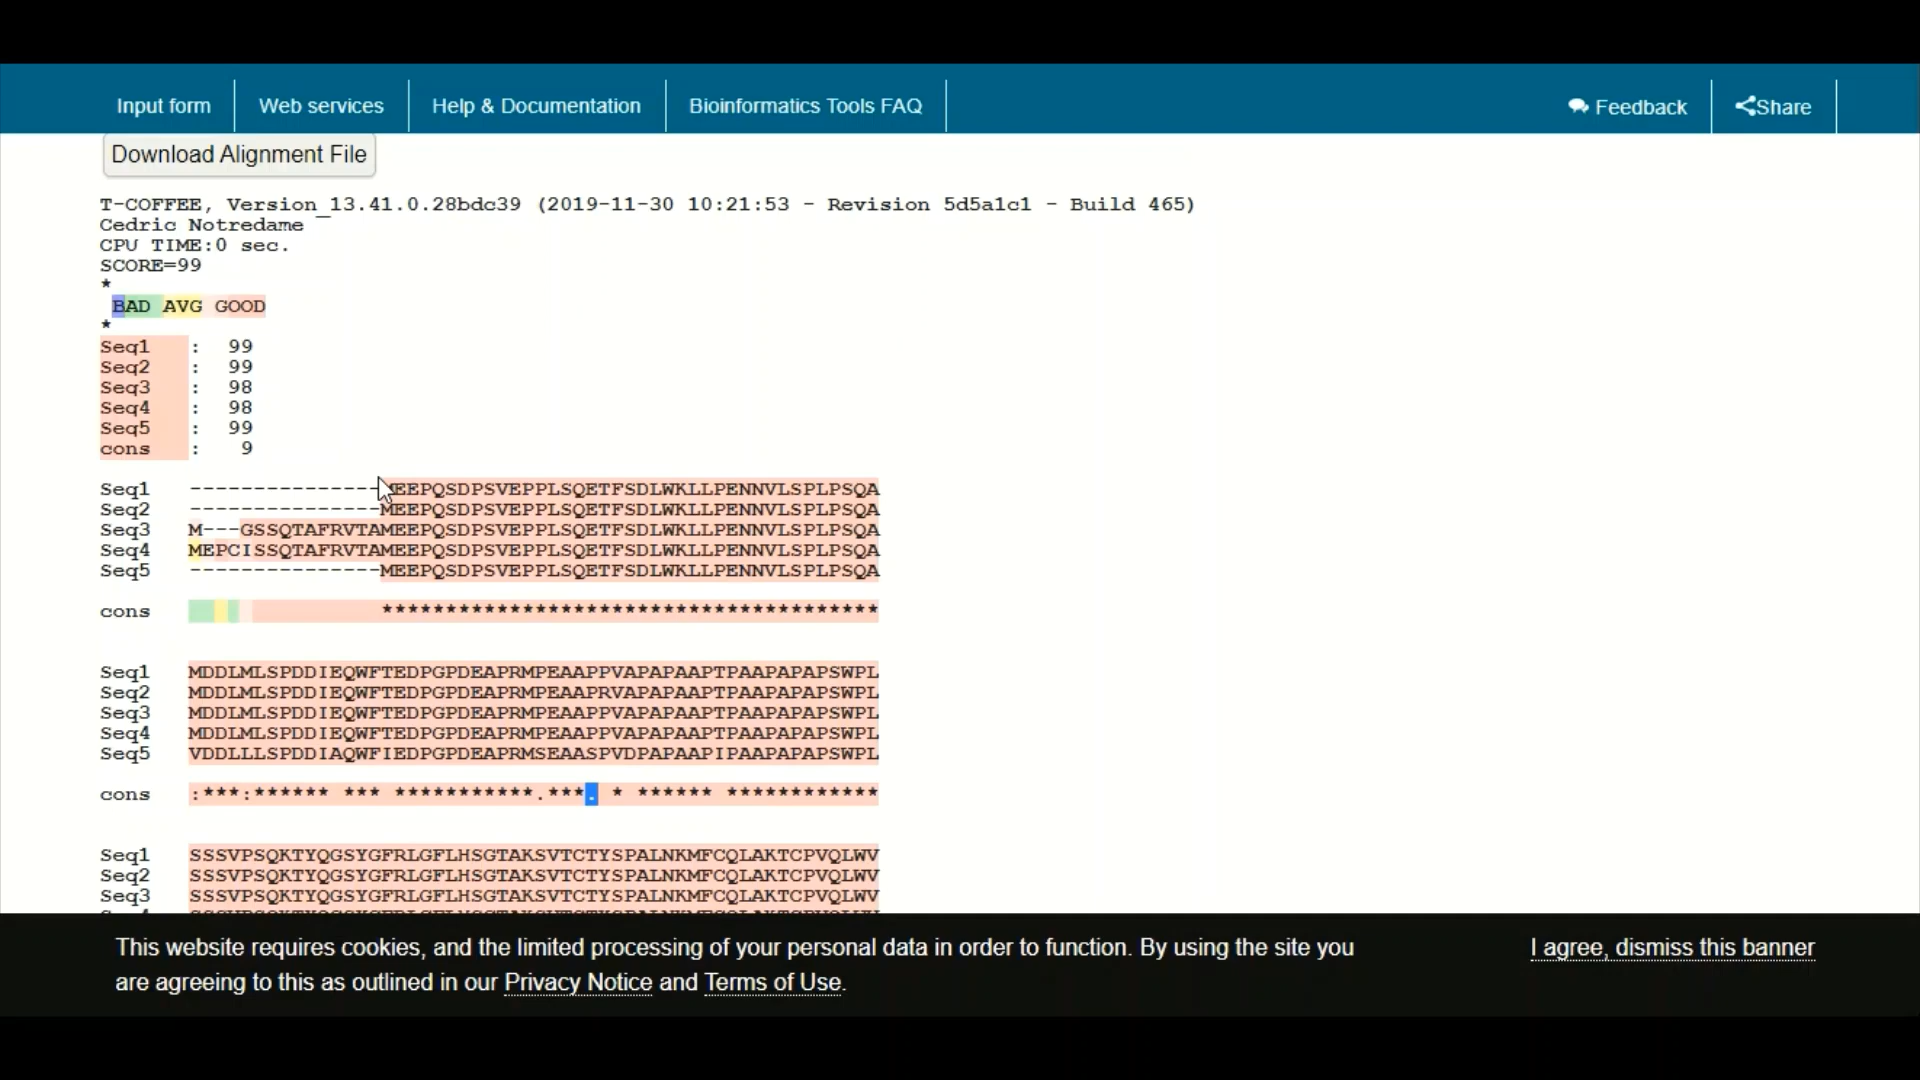 Input form Web services Help & Documentation Bioinformatics Tools FAQ Feedback Share
Download Alignment File
T-COFFEE, Version_13.41.0.28bdc39 (2019-11-30 10:21:53 - Revision 5d5a1c1 - Build 465)
Cedric Notredame
CPU TIME:0 sec.
SCORE=99
*
BAD AVG GOOD
*
Seq1 : 99
Seq2 : 99
Seq3 : 98
Seq4 : 98
Seq5 : 99
cons : 9
Seq1 ---------------MEEPQSDPSVEPPLSQETFSDLWKLLPENNVLSPLPSQA
Seq2 ---------------MEEPQSDPSVEPPLSQETFSDLWKLLPENNVLSPLPSQA
Seq3 M---GSSQTAFRVTAMEEPQSDPSVEPPLSQETFSDLWKLLPENNVLSPLPSQA
Seq4 MEPCISSQTAFRVTAMEEPQSDPSVEPPLSQETFSDLWKLLPENNVLSPLPSQA
Seq5 ---------------MEEPQSDPSVEPPLSQETFSDLWKLLPENNVLSPLPSQA
cons ***************************************
Seq1 MDDLMLSPDDIEQWFTEDPGPDEAPRMPEAAPPVAPAPAAPTPAAPAPAPSWPL
Seq2 MDDLMLSPDDIEQWFTEDPGPDEAPRMPEAAPRVAPAPAAPTPAAPAPAPSWPL
Seq3 MDDLMLSPDDIEQWFTEDPGPDEAPRMPEAAPPVAPAPAAPTPAAPAPAPSWPL
Seq4 MDDLMLSPDDIEQWFTEDPGPDEAPRMPEAAPPVAPAPAAPTPAAPAPAPSWPL
Seq5 VDDLLLSPDDIAQWFIEDPGPDEAPRMSEAASPVDPAPAAPIPAAPAPAPSWPL
cons :***:****** *** ***********.***. * ****** ************
Seq1 SSSVPSQKTYQGSYGFRLGFLHSGTAKSVTCTYSPALNKMFCQLAKTCPVQLWV
Seq2 SSSVPSQKTYQGSYGFRLGFLHSGTAKSVTCTYSPALNKMFCQLAKTCPVQLWV
Seq3 SSSVPSQKTYQGSYGFRLGFLHSGTAKSVTCTYSPALNKMFCQLAKTCPVQLWV
This website requires cookies, and the limited processing of your personal data in order to function. By using the site you
are agreeing to this as outlined in our Privacy Notice and Terms of Use.
I agree, dismiss this banner